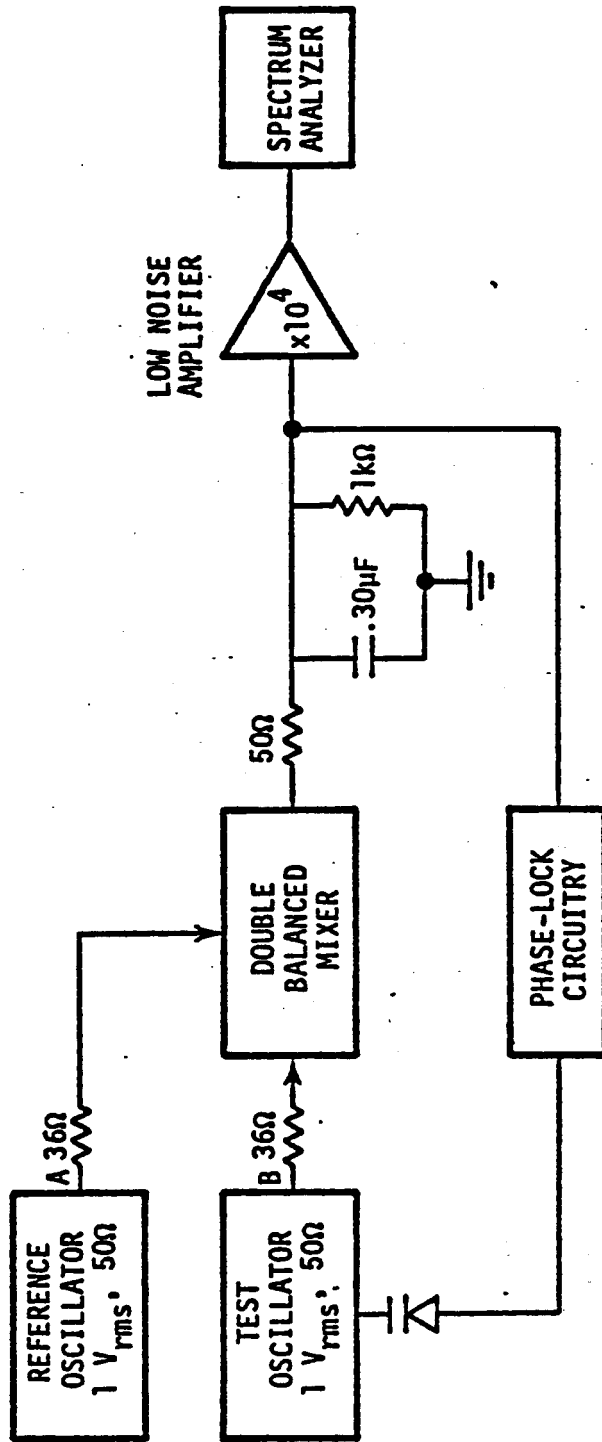 REFERENCE
OSCILLATOR
1 Vrms, 50Ω
A 36Ω
TEST
OSCILLATOR
1 Vrms, 50Ω
B 36Ω
DOUBLE
BALANCED
MIXER
50Ω
.30µF
1kΩ
LOW NOISE
AMPLIFIER
x10⁴
SPECTRUM
ANALYZER
PHASE-LOCK
CIRCUITRY